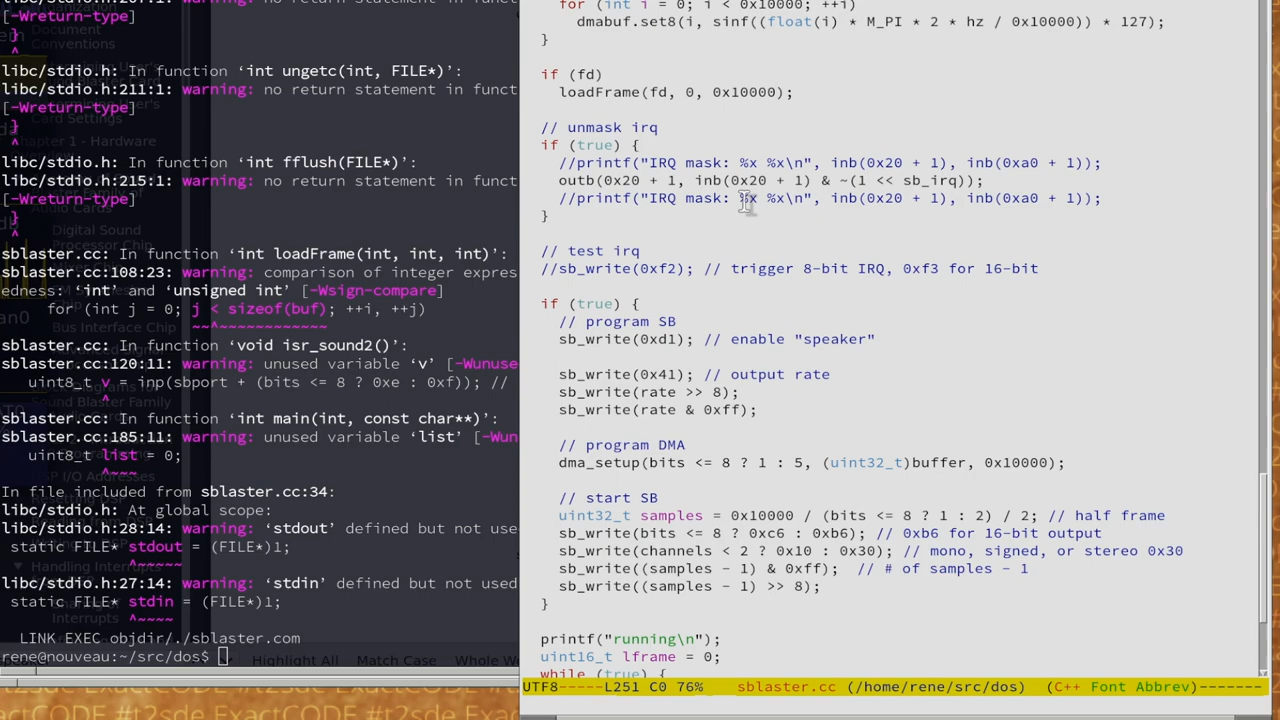 libc/stdio.h:207:1: warning: no return statement in funct
[-Wreturn-type]
}
^
libc/stdio.h: In function ‘int ungetc(int, FILE*)’:
libc/stdio.h:211:1: warning: no return statement in funct
[-Wreturn-type]
}
^
libc/stdio.h: In function ‘int fflush(FILE*)’:
libc/stdio.h:215:1: warning: no return statement in funct
[-Wreturn-type]
}
^
sblaster.cc: In function ‘int loadFrame(int, int, int)’:
sblaster.cc:108:23: warning: comparison of integer expres
edness: ‘int’ and ‘unsigned int’ [-Wsign-compare]
for (int j = 0; j < sizeof(buf); ++i, ++j)
~~^~~~~~~~~~~~~
sblaster.cc: In function ‘void isr_sound2()’:
sblaster.cc:120:11: warning: unused variable ‘v’ [-Wunuse
uint8_t v = inp(sbport + (bits <= 8 ? 0xe : 0xf)); //
^
sblaster.cc: In function ‘int main(int, const char**)’:
sblaster.cc:185:11: warning: unused variable ‘list’ [-Wun
uint8_t list = 0;
^~~~
In file included from sblaster.cc:34:
libc/stdio.h: At global scope:
libc/stdio.h:28:14: warning: ‘stdout’ defined but not use
static FILE* stdout = (FILE*)1;
^~~~~~
libc/stdio.h:27:14: warning: ‘stdin’ defined but not used
static FILE* stdin = (FILE*)1;
^~~~~
LINK EXEC objdir/./sblaster.com
rene@nouveau:~/src/dos$
Highlight All Match Case
for (int i = 0; i < 0x10000; ++i)
dmabuf.set8(i, sinf((float(i) * M_PI * 2 * hz / 0x10000)) * 127);
}
if (fd)
loadFrame(fd, 0, 0x10000);
// unmask irq
if (true) {
//printf("IRQ mask: %x %x\n", inb(0x20 + 1), inb(0xa0 + 1));
outb(0x20 + 1, inb(0x20 + 1) & ~(1 << sb_irq));
//printf("IRQ mask: %x %x\n", inb(0x20 + 1), inb(0xa0 + 1));
}
// test irq
//sb_write(0xf2); // trigger 8-bit IRQ, 0xf3 for 16-bit
if (true) {
// program SB
sb_write(0xd1); // enable "speaker"
sb_write(0x41); // output rate
sb_write(rate >> 8);
sb_write(rate & 0xff);
// program DMA
dma_setup(bits <= 8 ? 1 : 5, (uint32_t)buffer, 0x10000);
// start SB
uint32_t samples = 0x10000 / (bits <= 8 ? 1 : 2) / 2; // half frame
sb_write(bits <= 8 ? 0xc6 : 0xb6); // 0xb6 for 16-bit output
sb_write(channels < 2 ? 0x10 : 0x30); // mono, signed, or stereo 0x30
sb_write((samples - 1) & 0xff); // # of samples - 1
sb_write((samples - 1) >> 8);
}
printf("running\n");
uint16_t lframe = 0;
while (true) {
UTF8-----L251 C0 76% sblaster.cc (/home/rene/src/dos) (C++ Font Abbrev)-------